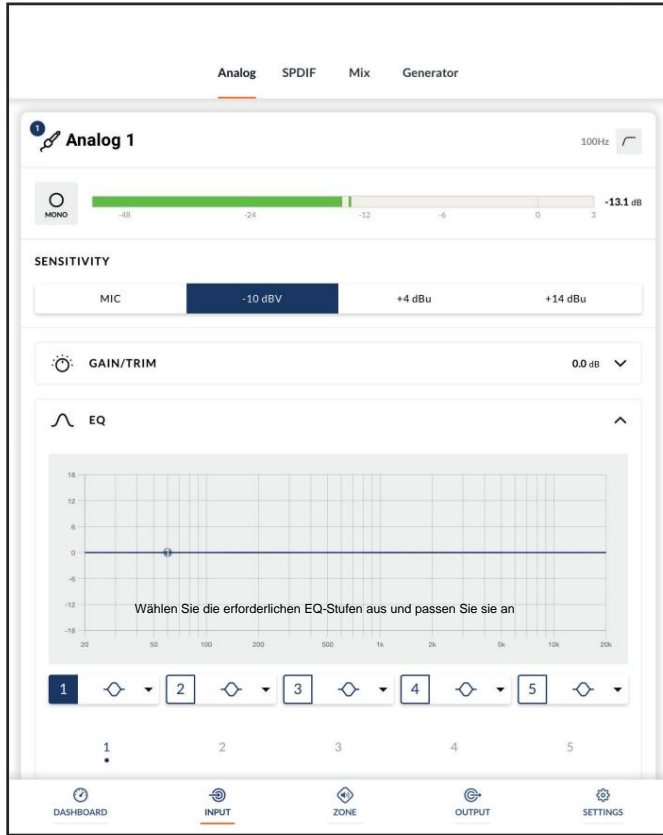 Analog SPDIF Mix Generator
1
Analog 1 100Hz
MONO -13.1 dB
-48 -24 -12 -6 0 3
SENSITIVITY
MIC -10 dBV +4 dBu +14 dBu
GAIN/TRIM 0.0 dB
EQ
18
12
6
0 1
-6
-12 Wählen Sie die erforderlichen EQ-Stufen aus und passen Sie sie an
-18
20 50 100 200 500 1k 2k 5k 10k 20k
1 2 3 4 5
1 2 3 4 5
DASHBOARD INPUT ZONE OUTPUT SETTINGS